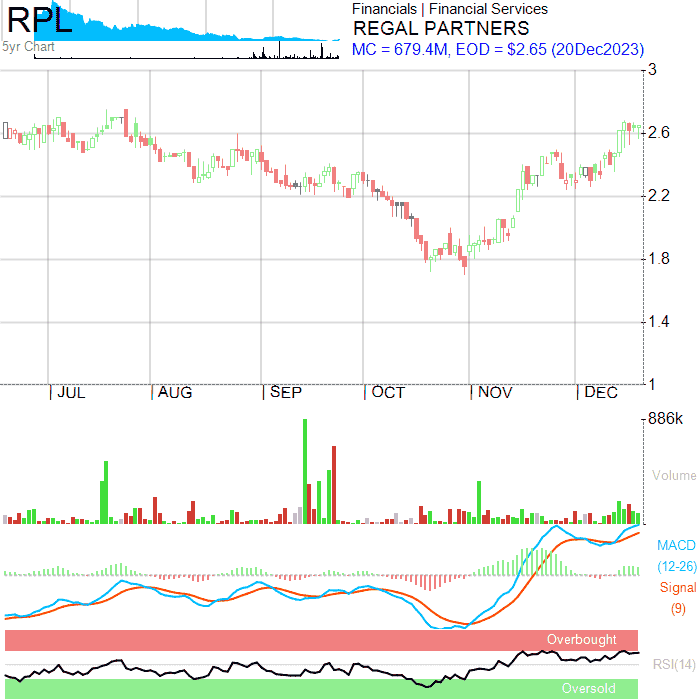 RPL
5yr Chart
Financials | Financial Services
REGAL PARTNERS
MC = 679.4M, EOD = $2.65 (20Dec2023)
3
2.6
2.2
1.8
1.4
1
JUL AUG SEP OCT NOV DEC
886k
Volume
MACD
(12-26)
Signal
(9)
Overbought
RSI(14)
Oversold